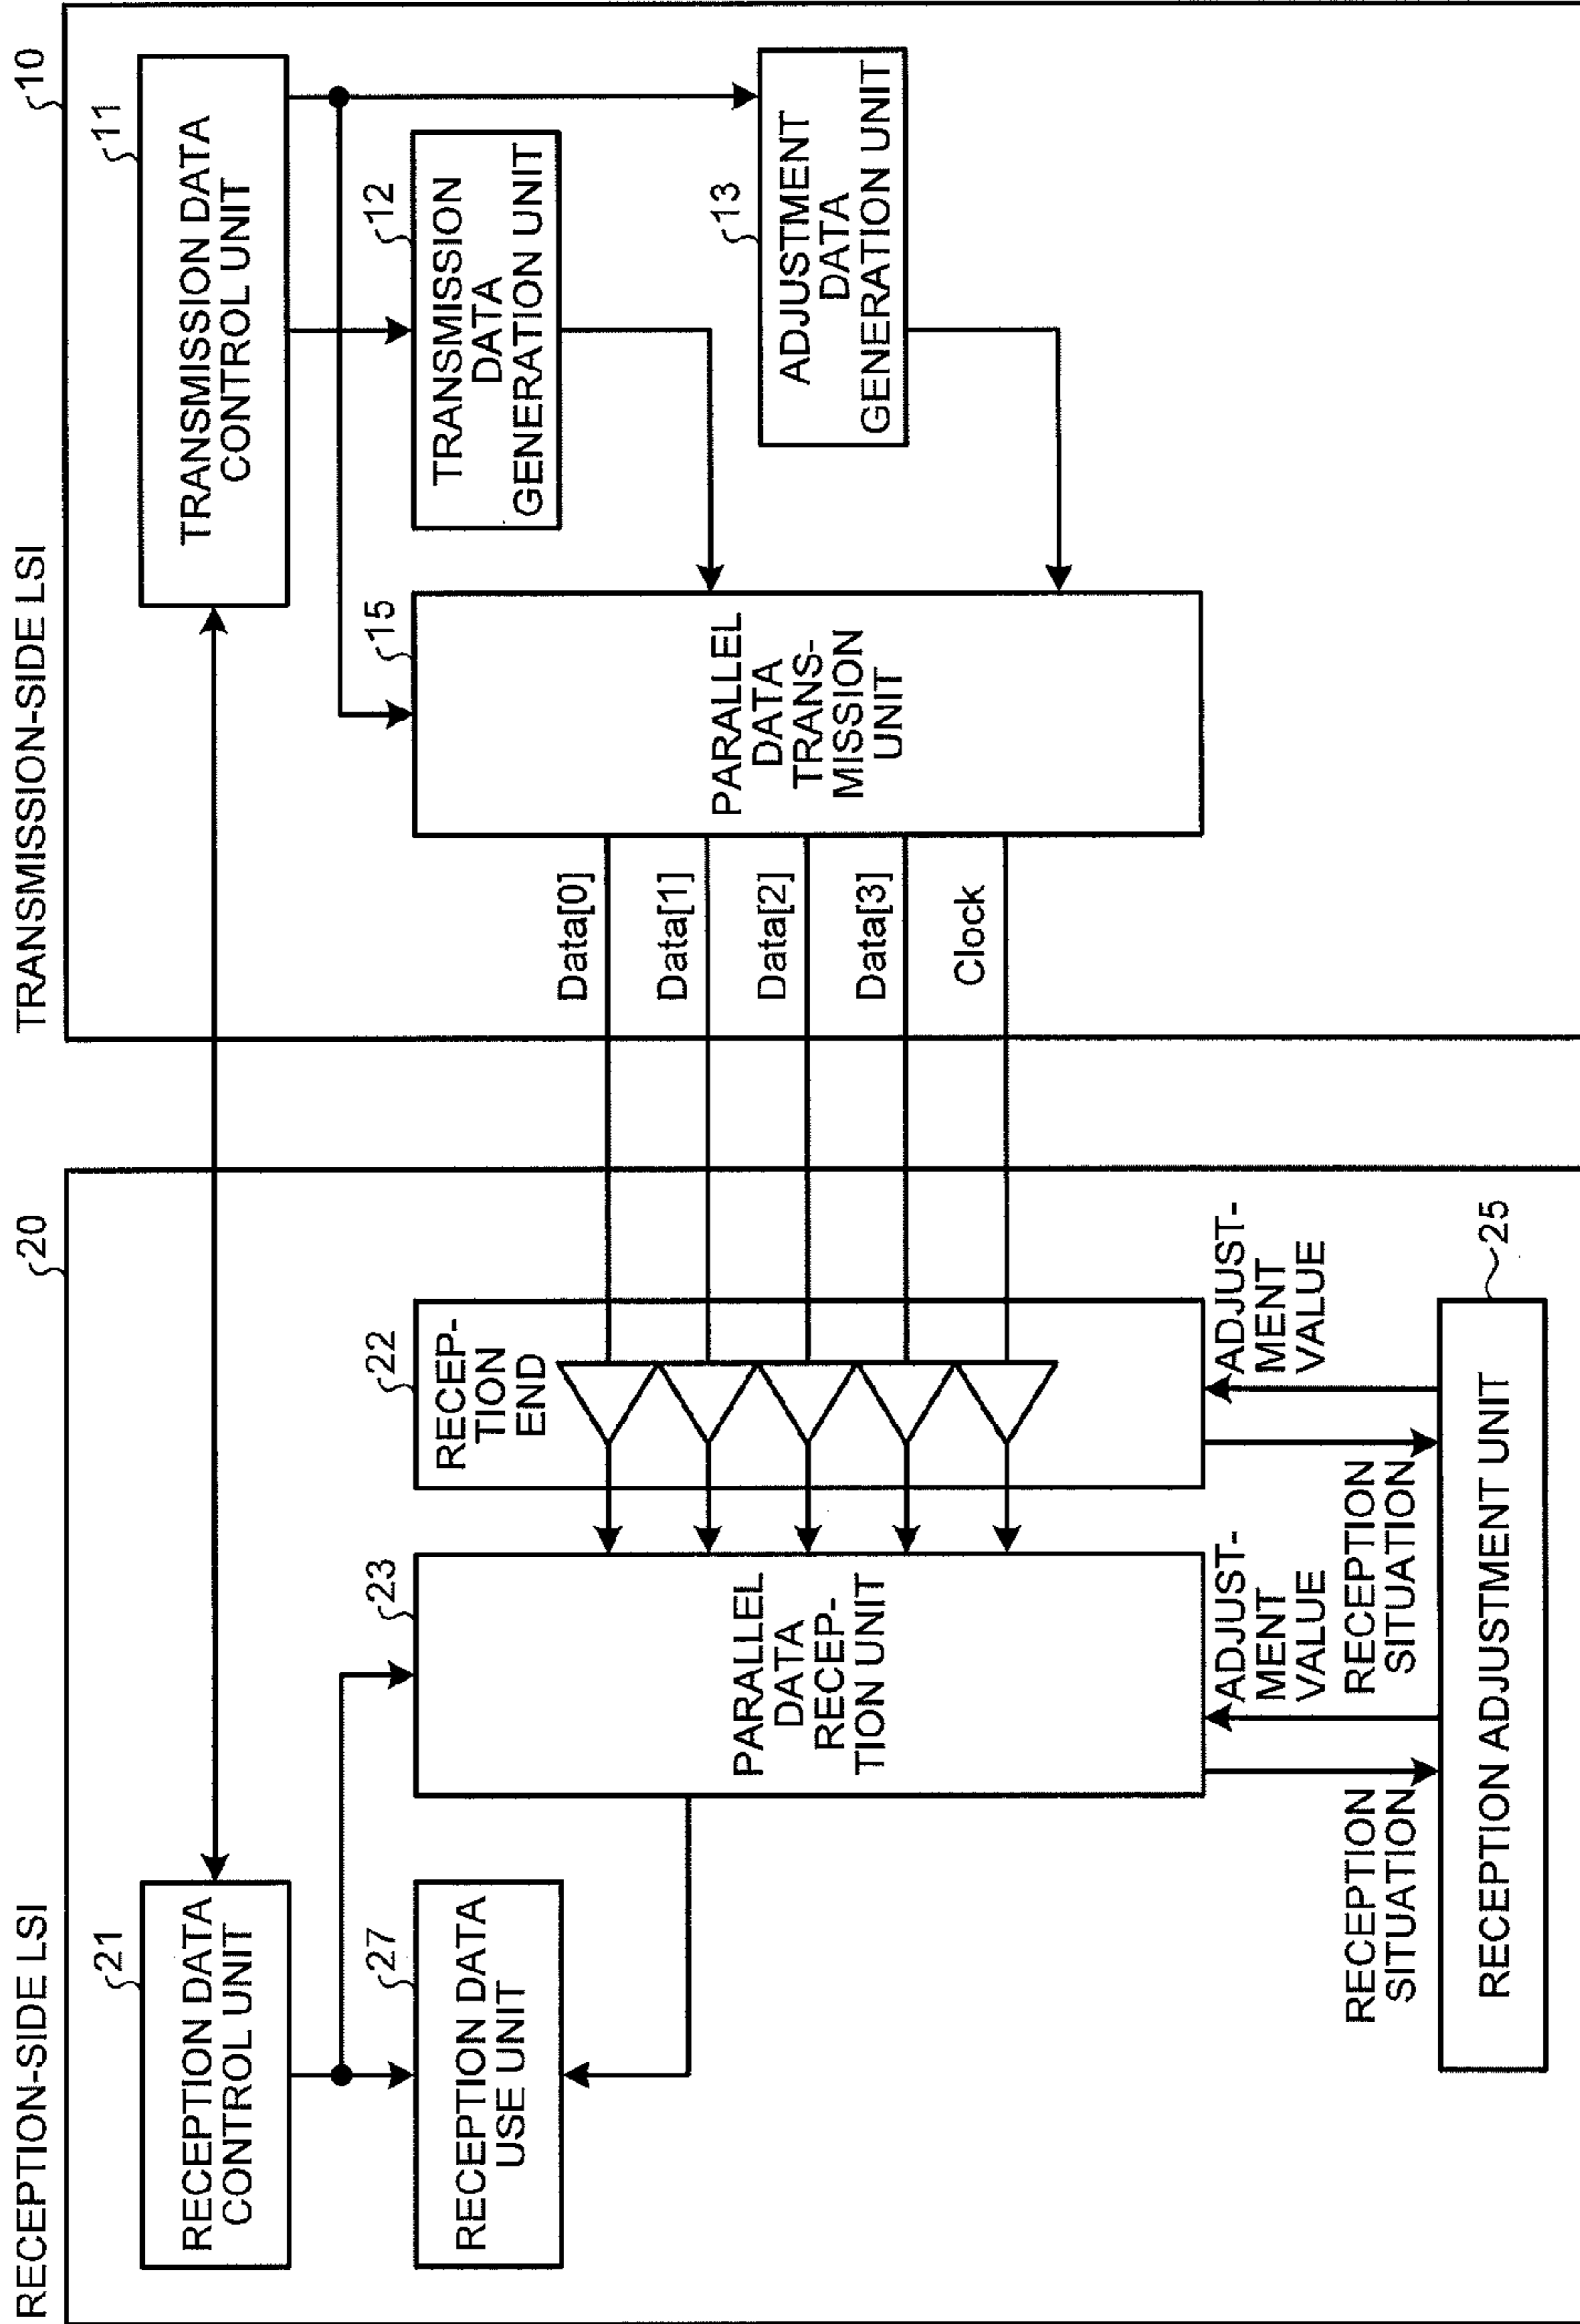 RECEPTION-SIDE LSI
20
21
RECEPTION DATA
CONTROL UNIT
27
RECEPTION DATA
USE UNIT
23
PARALLEL
DATA
RECEP-
TION UNIT
22
RECEP-
TION
END
RECEPTION
SITUATION
ADJUST-
MENT
VALUE
RECEPTION
SITUATION
ADJUST-
MENT
VALUE
RECEPTION ADJUSTMENT UNIT
25
TRANSMISSION-SIDE LSI
10
11
TRANSMISSION DATA
CONTROL UNIT
12
TRANSMISSION
DATA
GENERATION UNIT
13
ADJUSTMENT
DATA
GENERATION UNIT
15
PARALLEL
DATA
TRANS-
MISSION
UNIT
Data[0]
Data[1]
Data[2]
Data[3]
Clock